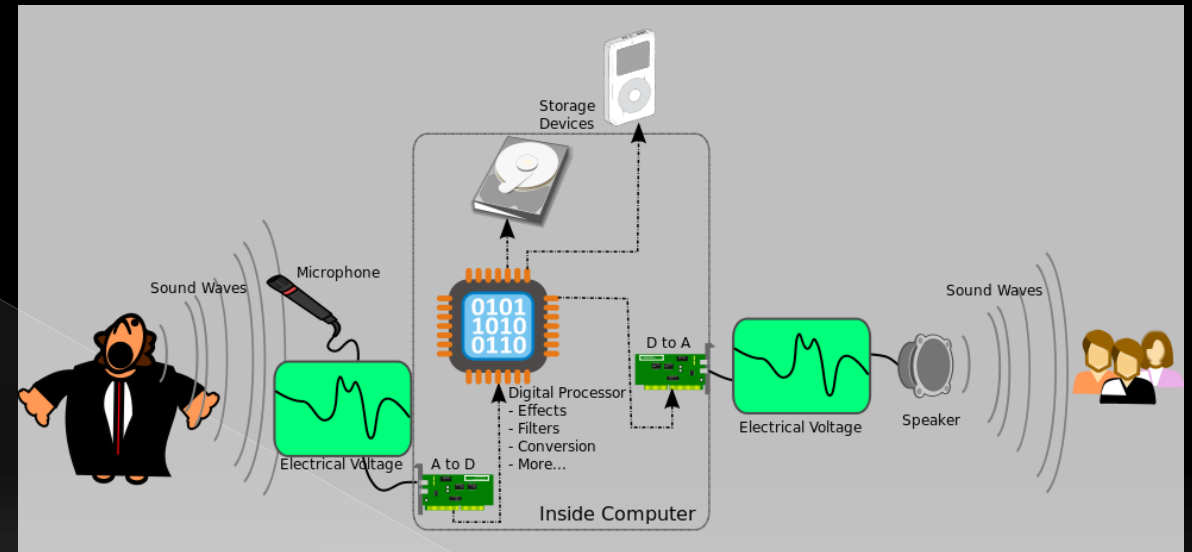 Storage
Devices
Microphone
Sound Waves
Sound Waves
0101
1010
0110
D to A
Digital Processor
- Effects
- Filters
- Conversion
- More...
Electrical Voltage
Speaker
Electrical Voltage
A to D
Inside Computer